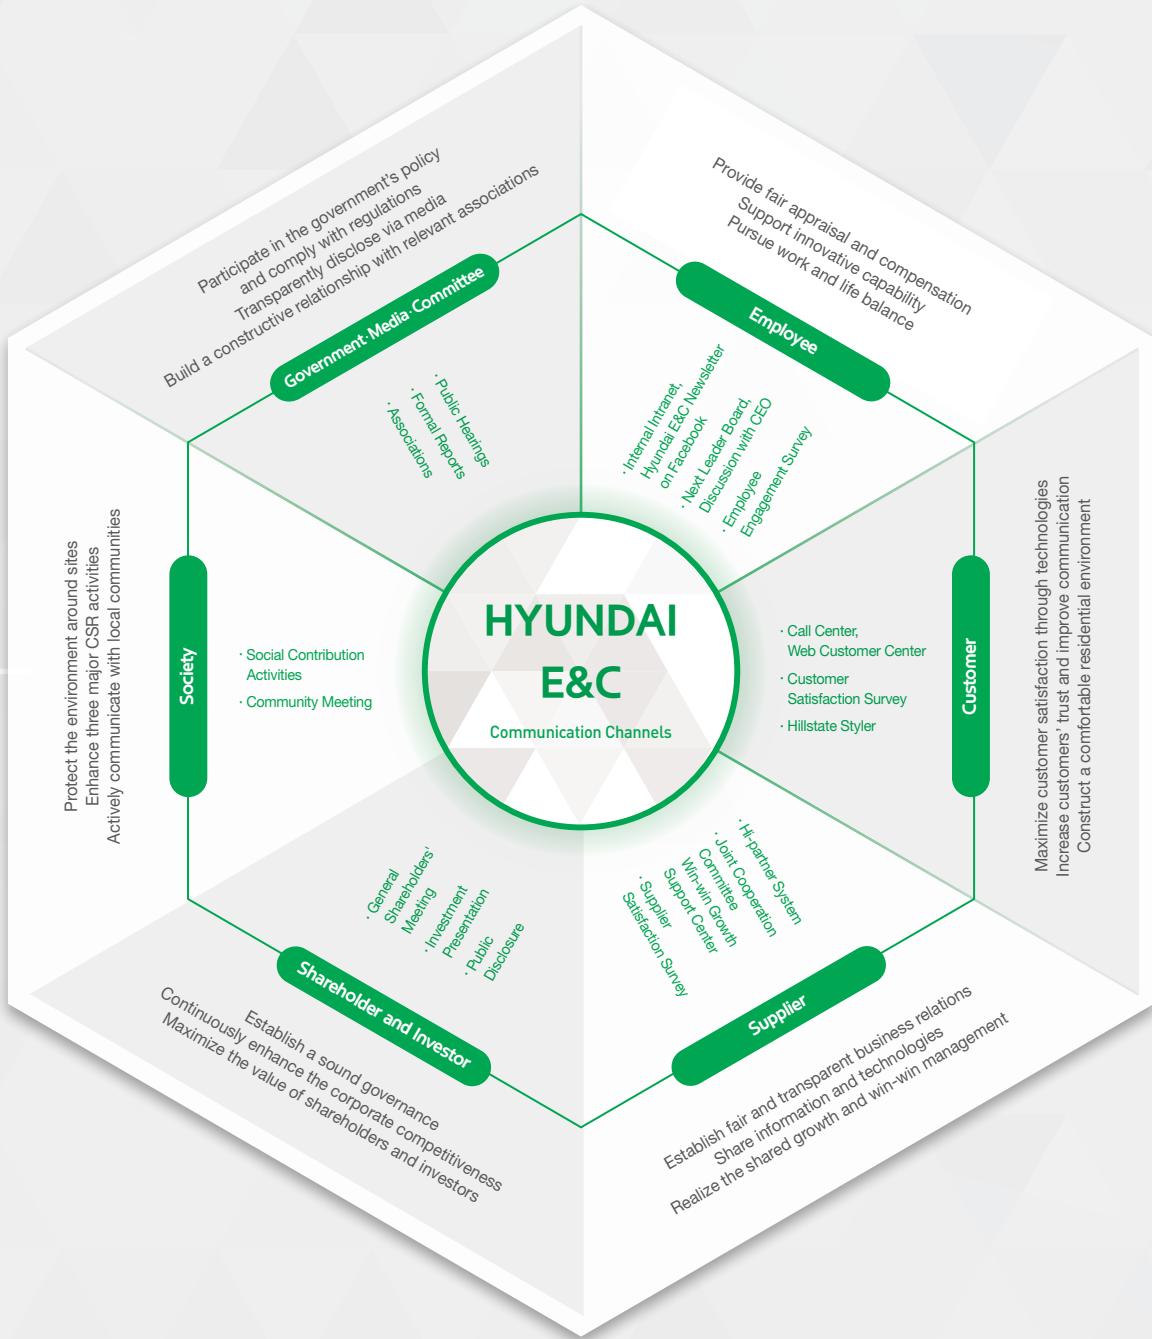 Participate in the government's policy
and comply with regulations
Transparently disclose via media
Build a constructive relationship with relevant associations
Government·Media·Committee
· Public Hearings
· Formal Reports
· Associations
Provide fair appraisal and compensation
Support innovative capability
Pursue work and life balance
Employee
· Internal Intranet,
Hyundai E&C Newsletter
on Facebook
· Next Leader Board,
Discussion with CEO
· Employee
Engagement Survey
Protect the environment around sites
Enhance three major CSR activities
Actively communicate with local communities
Society
· Social Contribution
Activities
· Community Meeting
HYUNDAI
E&C
Communication Channels
· Call Center,
Web Customer Center
· Customer
Satisfaction Survey
· Hillstate Styler
Customer
Maximize customer satisfaction through technologies
Increase customers' trust and improve communication
Construct a comfortable residential environment
· General
Shareholders'
Meeting
· Investment
Presentation
· Public
Disclosure
Shareholder and Investor
Establish a sound governance
Continuously enhance the corporate competitiveness
Maximize the value of shareholders and investors
· Hi-partner System
· Joint Cooperation
Committee
Win-win Growth
Support Center
· Supplier
Satisfaction Survey
Supplier
Establish fair and transparent business relations
Share information and technologies
Realize the shared growth and win-win management